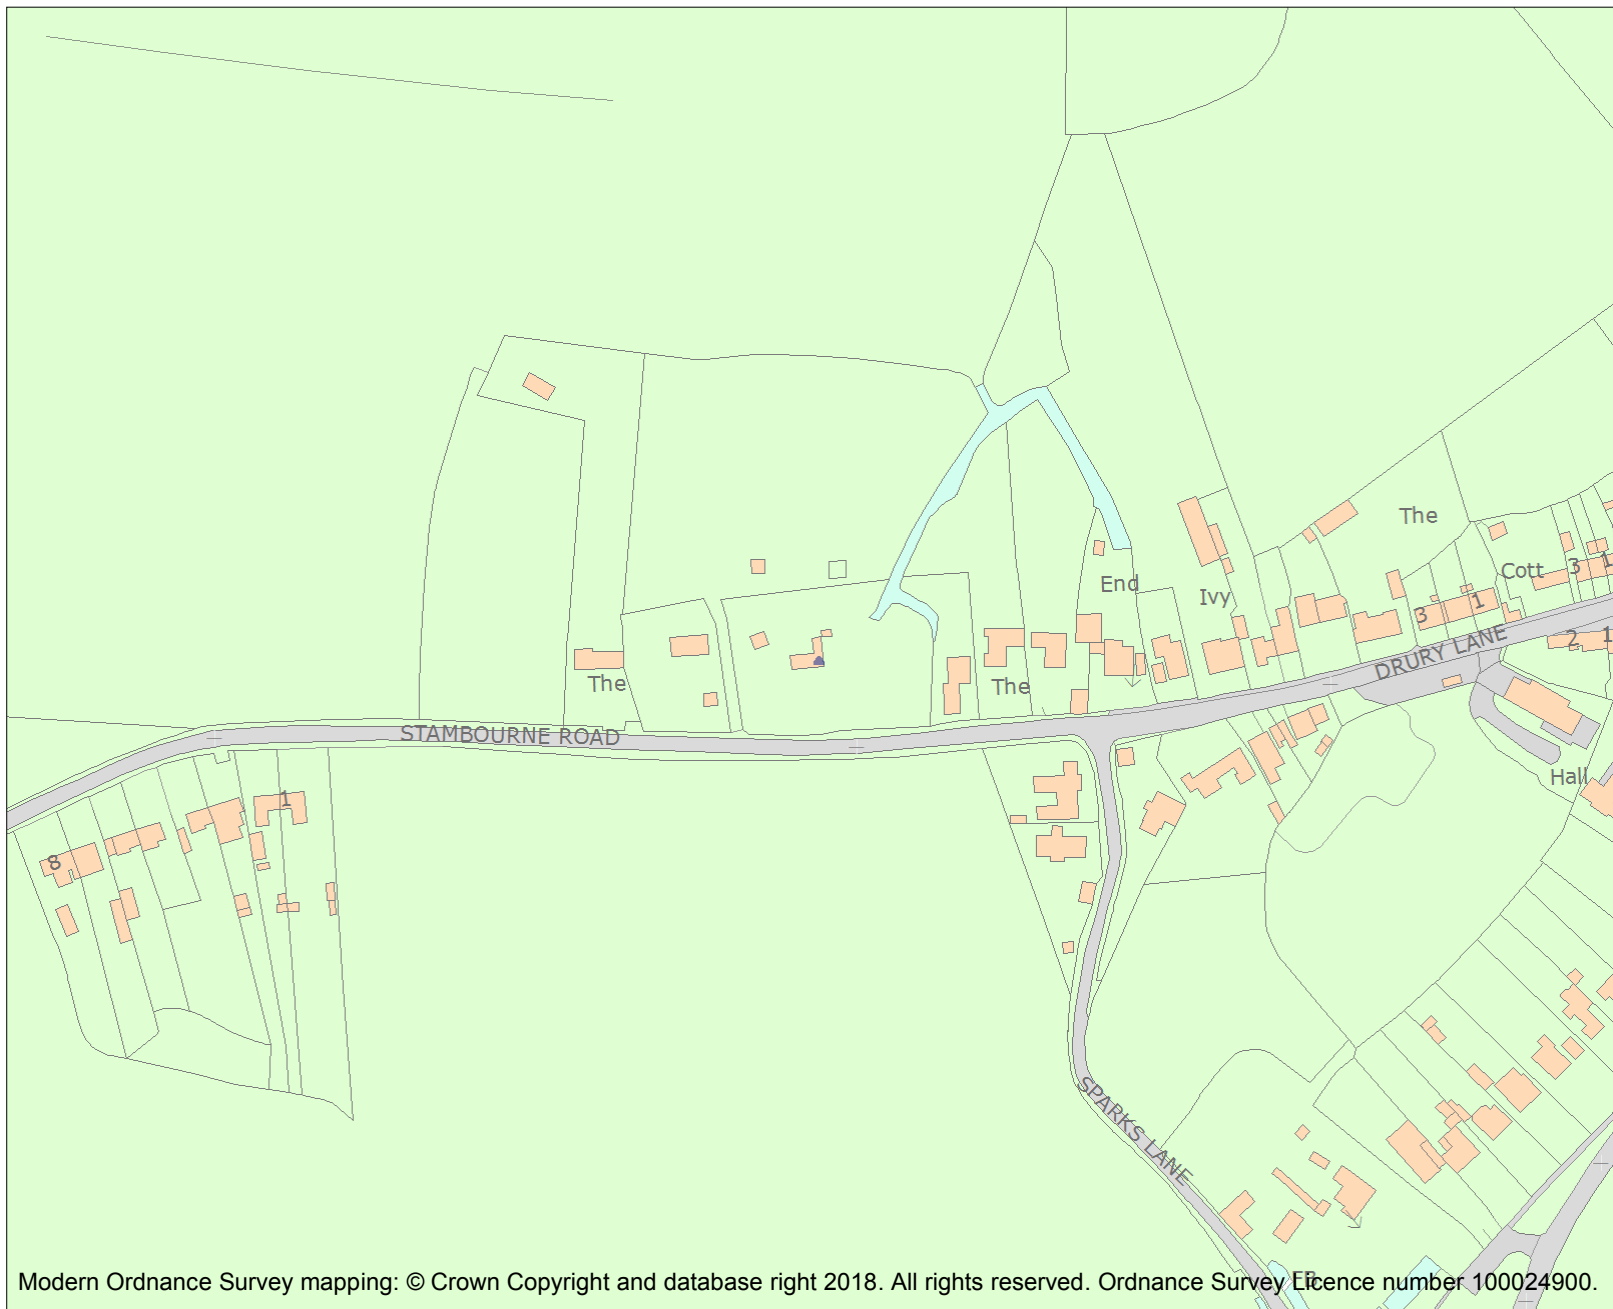 The
Cott
3
1
End
Ivy
3
1
2
1
DRURY LANE
The
The
STAMBOURNE ROAD
Hall
1
8
SPARKS LANE
FB
Modern Ordnance Survey mapping: © Crown Copyright and database right 2018. All rights reserved. Ordnance Survey Licence number 100024900.